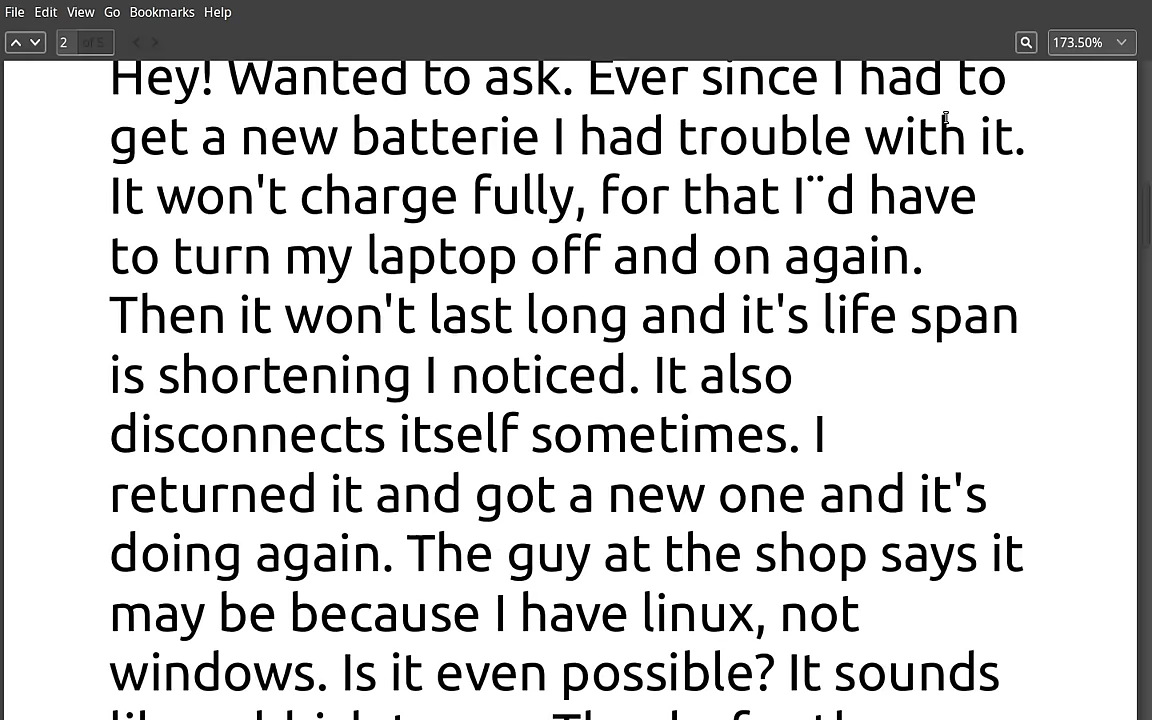 File Edit View Go Bookmarks Help
2 of 5
173.50%
Hey! Wanted to ask. Ever since I had to
get a new batterie I had trouble with it.
It won't charge fully, for that I¨d have
to turn my laptop off and on again.
Then it won't last long and it's life span
is shortening I noticed. It also
disconnects itself sometimes. I
returned it and got a new one and it's
doing again. The guy at the shop says it
may be because I have linux, not
windows. Is it even possible? It sounds